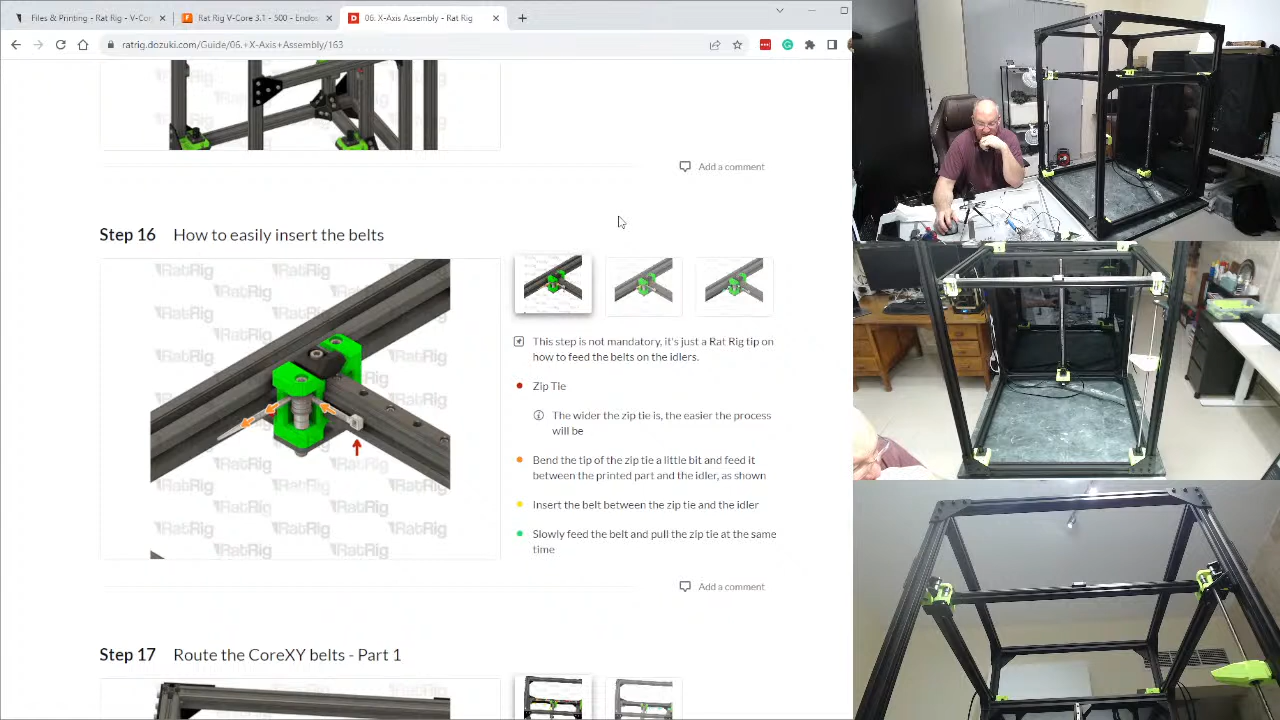 Files & Printing - Rat Rig V-C
Rat Rig V-Core 3.1 - 500 - Endo
06. X-Axis Assembly - Rat Rig
ratrig.dozuki.com/Guide/06.+X-Axis+Assembly/163
Add a comment
Step 16 How to easily insert the belts
This step is not mandatory, it's just a Rat Rig tip on
how to feed the belts on the idlers.
Zip Tie
The wider the zip tie is, the easier the process
will be
Bend the tip of the zip tie a little bit and feed it
between the printed part and the idler, as shown
Insert the belt between the zip tie and the idler
Slowly feed the belt and pull the zip tie at the same
time
RatRig
Add a comment
Step 17 Route the CoreXY belts - Part 1